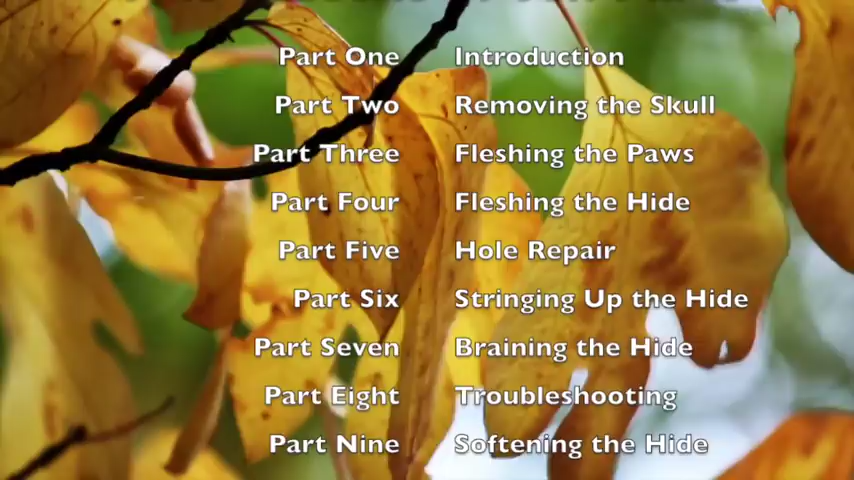 Part One Introduction
Part Two Removing the Skull
Part Three Fleshing the Paws
Part Four Fleshing the Hide
Part Five Hole Repair
Part Six Stringing Up the Hide
Part Seven Braining the Hide
Part Eight Troubleshooting
Part Nine Softening the Hide